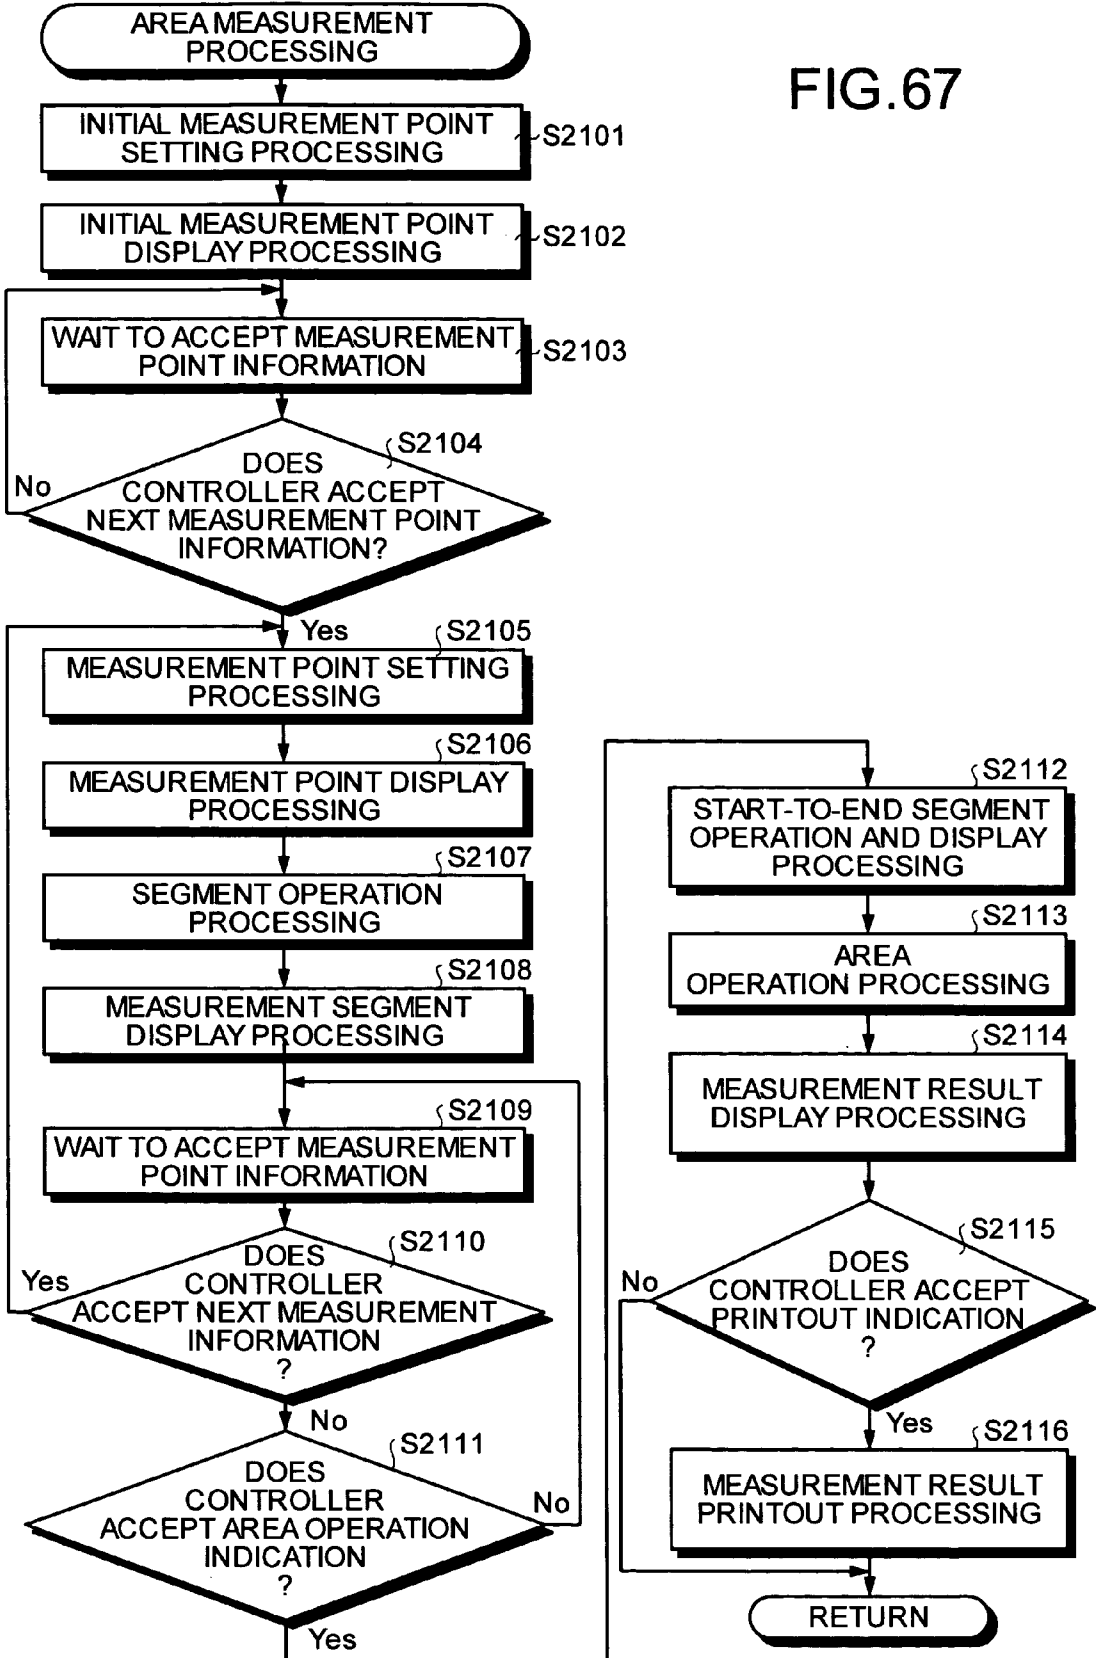 AREA MEASUREMENT
PROCESSING
FIG.67
INITIAL MEASUREMENT POINT
SETTING PROCESSING
S2101
INITIAL MEASUREMENT POINT
DISPLAY PROCESSING
S2102
WAIT TO ACCEPT MEASUREMENT
POINT INFORMATION
S2103
S2104
DOES
CONTROLLER ACCEPT
NEXT MEASUREMENT POINT
INFORMATION?
No
Yes
S2105
MEASUREMENT POINT SETTING
PROCESSING
S2106
MEASUREMENT POINT DISPLAY
PROCESSING
S2107
SEGMENT OPERATION
PROCESSING
S2108
MEASUREMENT SEGMENT
DISPLAY PROCESSING
S2109
WAIT TO ACCEPT MEASUREMENT
POINT INFORMATION
S2110
DOES
CONTROLLER
ACCEPT NEXT MEASUREMENT
INFORMATION
?
Yes
No
S2111
DOES
CONTROLLER
ACCEPT AREA OPERATION
INDICATION
?
No
Yes
S2112
START-TO-END SEGMENT
OPERATION AND DISPLAY
PROCESSING
S2113
AREA
OPERATION PROCESSING
S2114
MEASUREMENT RESULT
DISPLAY PROCESSING
S2115
DOES
CONTROLLER ACCEPT
PRINTOUT INDICATION
?
No
Yes
S2116
MEASUREMENT RESULT
PRINTOUT PROCESSING
RETURN